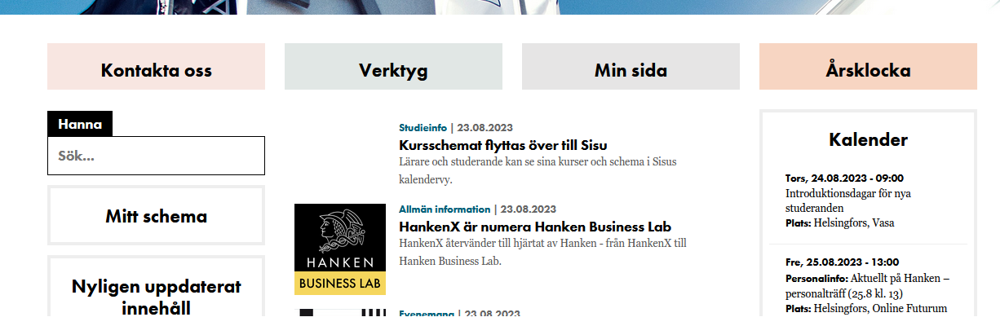 Kontakta oss
Verktyg
Min sida
Årsklocka
Hanna
Sök...
Mitt schema
Nyligen uppdaterat
innehåll
Studieinfo | 23.08.2023
Kursschemat flyttas över till Sisu
Lärare och studerande kan se sina kurser och schema i Sisus
kalendervy.
HANKEN
BUSINESS LAB
Allmän information | 23.08.2023
HankenX är numera Hanken Business Lab
HankenX återvänder till hjärtat av Hanken - från HankenX till
Hanken Business Lab.
Evenemang | 23.08.2023
Kalender
Tors, 24.08.2023 - 09:00
Introduktionsdagar för nya
studeranden
Plats: Helsingfors, Vasa
Fre, 25.08.2023 - 13:00
Personalinfo: Aktuellt på Hanken –
personalträff (25.8 kl. 13)
Plats: Helsingfors, Online Futurum